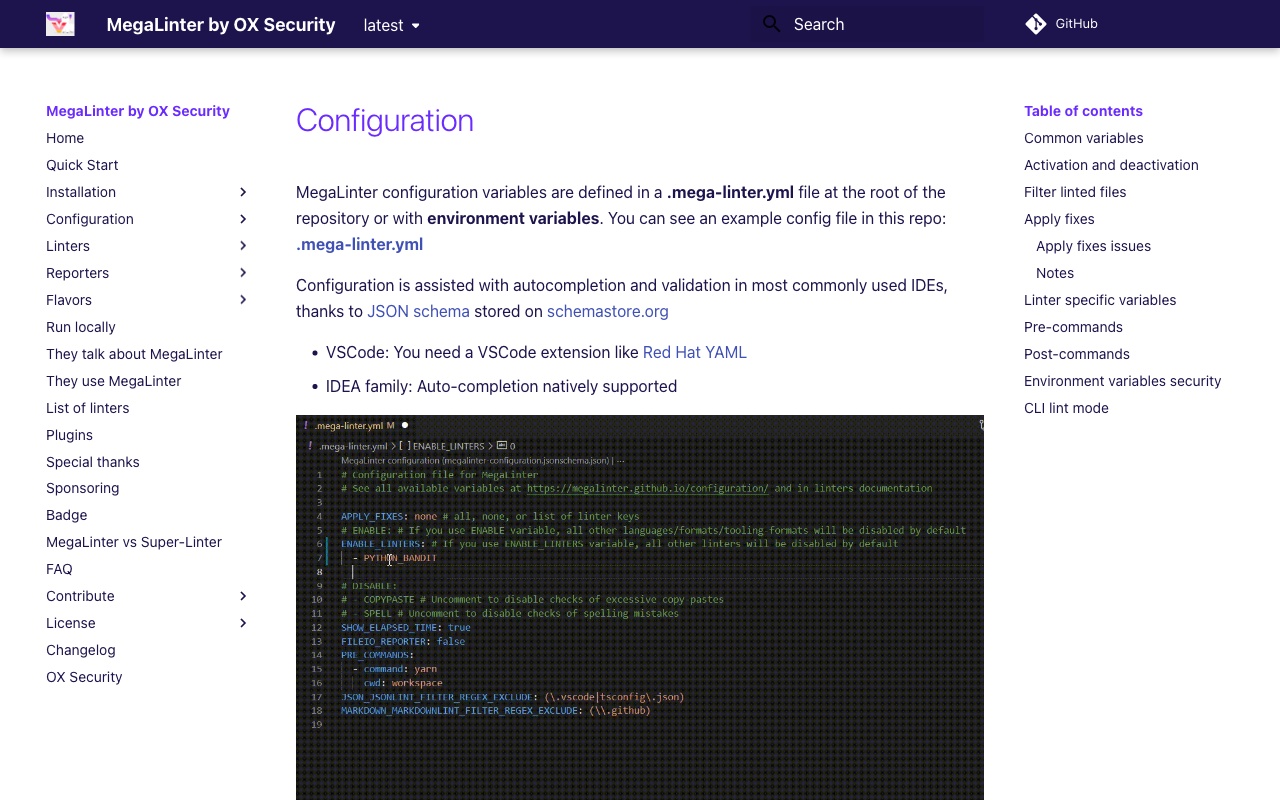 MegaLinter by OX Security
latest
Search
GitHub
MegaLinter by OX Security
Home
Quick Start
Installation
Configuration
Linters
Reporters
Flavors
Run locally
They talk about MegaLinter
They use MegaLinter
List of linters
Plugins
Special thanks
Sponsoring
Badge
MegaLinter vs Super-Linter
FAQ
Contribute
License
Changelog
OX Security
Configuration
MegaLinter configuration variables are defined in a .mega-linter.yml file at the root of the
repository or with environment variables. You can see an example config file in this repo:
.mega-linter.yml
Configuration is assisted with autocompletion and validation in most commonly used IDEs,
thanks to JSON schema stored on schemastore.org
• VSCode: You need a VSCode extension like Red Hat YAML
• IDEA family: Auto-completion natively supported
! .mega-linter.yml M ●
! .mega-linter.yml > [ ] ENABLE_LINTERS > 0
MegaLinter configuration (megalinter-configuration.jsonschema.json) | ···
1 # Configuration file for MegaLinter
2 # See all available variables at https://megalinter.github.io/configuration/ and in linters documentation
3
4 APPLY_FIXES: none # all, none, or list of linter keys
5 # ENABLE: # If you use ENABLE variable, all other languages/formats/tooling-formats will be disabled by default
6 ENABLE_LINTERS: # If you use ENABLE_LINTERS variable, all other linters will be disabled by default
7 - PYTHON_BANDIT
8
9 # DISABLE:
10 # - COPYPASTE # Uncomment to disable checks of excessive copy pastes
11 # - SPELL # Uncomment to disable checks of spelling mistakes
12 SHOW_ELAPSED_TIME: true
13 FILEIO_REPORTER: false
14 PRE_COMMANDS:
15 - command: yarn
16 cwd: workspace
17 JSON_JSONLINT_FILTER_REGEX_EXCLUDE: (\.vscode|tsconfig\.json)
18 MARKDOWN_MARKDOWNLINT_FILTER_REGEX_EXCLUDE: (\\.github)
19
Table of contents
Common variables
Activation and deactivation
Filter linted files
Apply fixes
Apply fixes issues
Notes
Linter specific variables
Pre-commands
Post-commands
Environment variables security
CLI lint mode